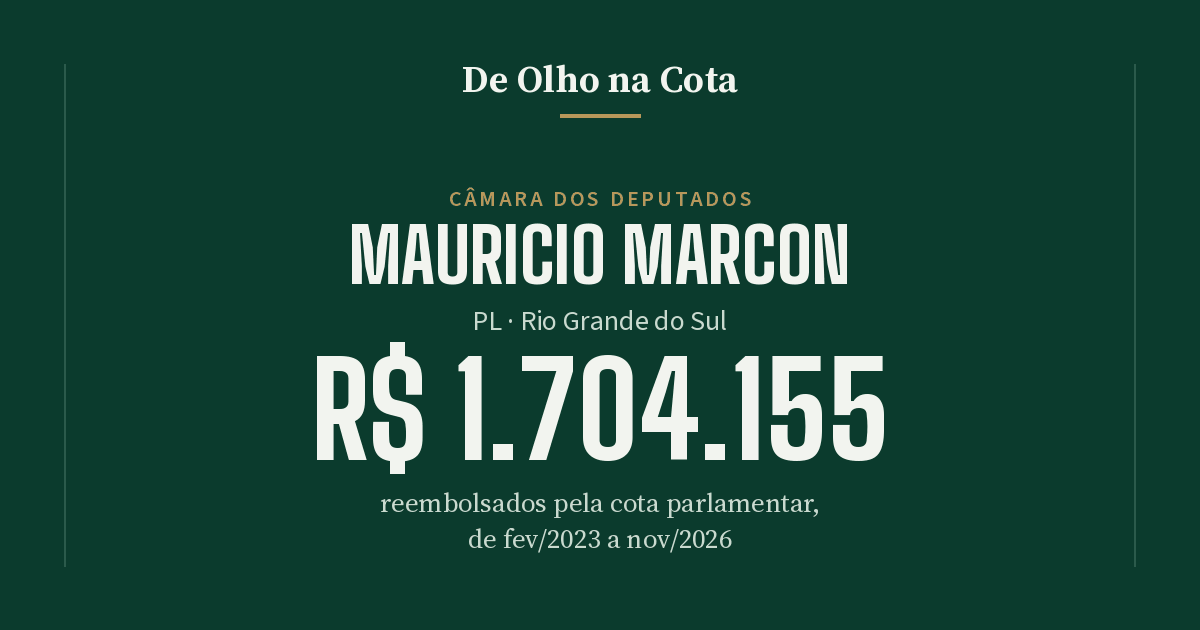 De Olho na Cota
CÂMARA DOS DEPUTADOS
MAURICIO MARCON
PL · Rio Grande do Sul
R$ 1.704.155
reembolsados pela cota parlamentar,
de fev/2023 a nov/2026